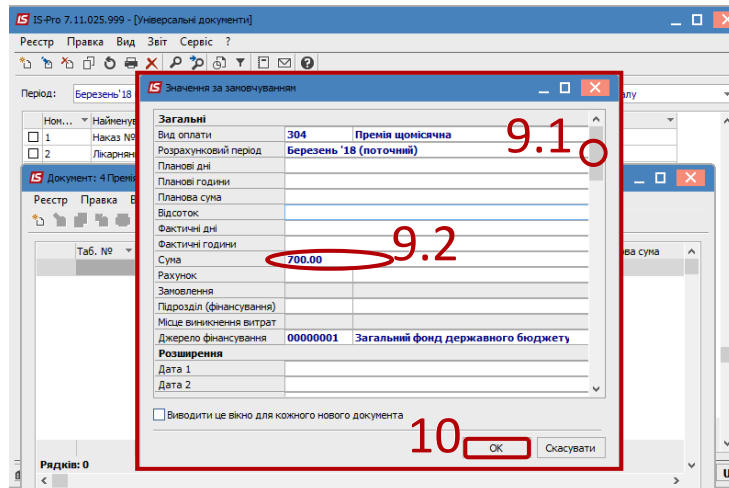 IS-Pro 7.11.025.999 - [Універсальні документи]
Реєстр Правка Вид Звіт Сервіс ?
Період: Березень'18
Ном... Найменув
1 Наказ №
2 Лікарнян
Документ: 4 Премія
Реєстр Правка В
Таб. №
ва сума
Рядків: 0
Значення за замовчуванням
Загальні
Вид оплати 304 Премія щомісячна
Розрахунковий період Березень '18 (поточний)
Планові дні
Планові години
Планова сума
Відсоток
Фактичні дні
Фактичні години
Сума 700.00
Рахунок
Замовлення
Підрозділ (фінансування)
Місце виникнення витрат
Джерело фінансування 00000001 Загальний фонд державного бюджету
Розширення
Дата 1
Дата 2
Виводити це вікно для кожного нового документа
OK Скасувати
9.1
9.2
10